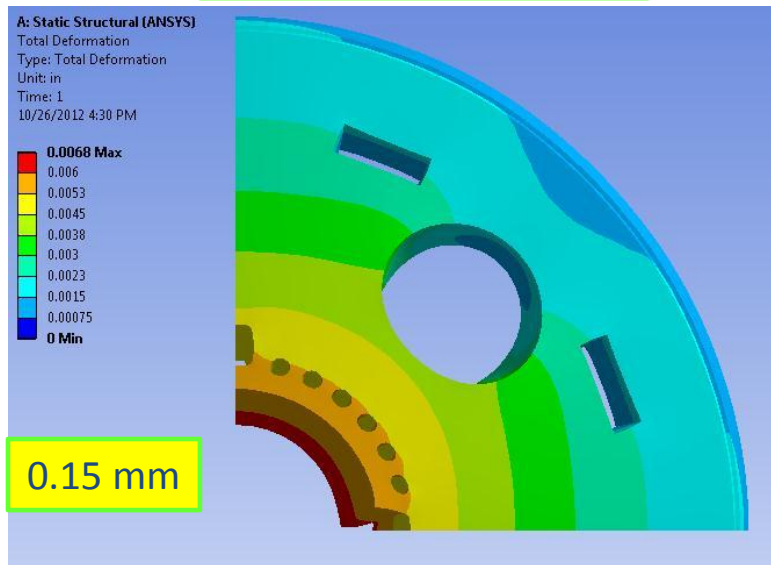 A: Static Structural (ANSYS)
Total Deformation
Type: Total Deformation
Unit: in
Time: 1
10/26/2012 4:30 PM
0.0068 Max
0.006
0.0053
0.0045
0.0038
0.003
0.0023
0.0015
0.00075
0 Min
0.15 mm